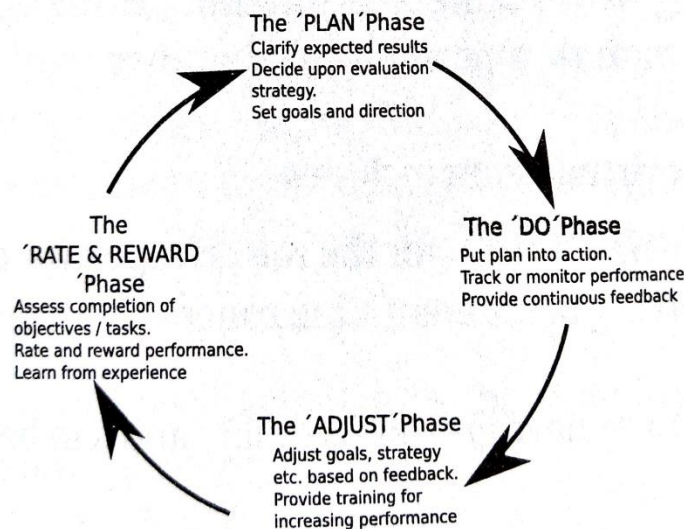 The ´PLAN´Phase
Clarify expected results
Decide upon evaluation
strategy.
Set goals and direction
The ´DO´Phase
Put plan into action.
Track or monitor performance
Provide continuous feedback
The ´ADJUST´Phase
Adjust goals, strategy
etc. based on feedback.
Provide training for
increasing performance
The
´RATE & REWARD
´Phase
Assess completion of
objectives / tasks.
Rate and reward performance.
Learn from experience